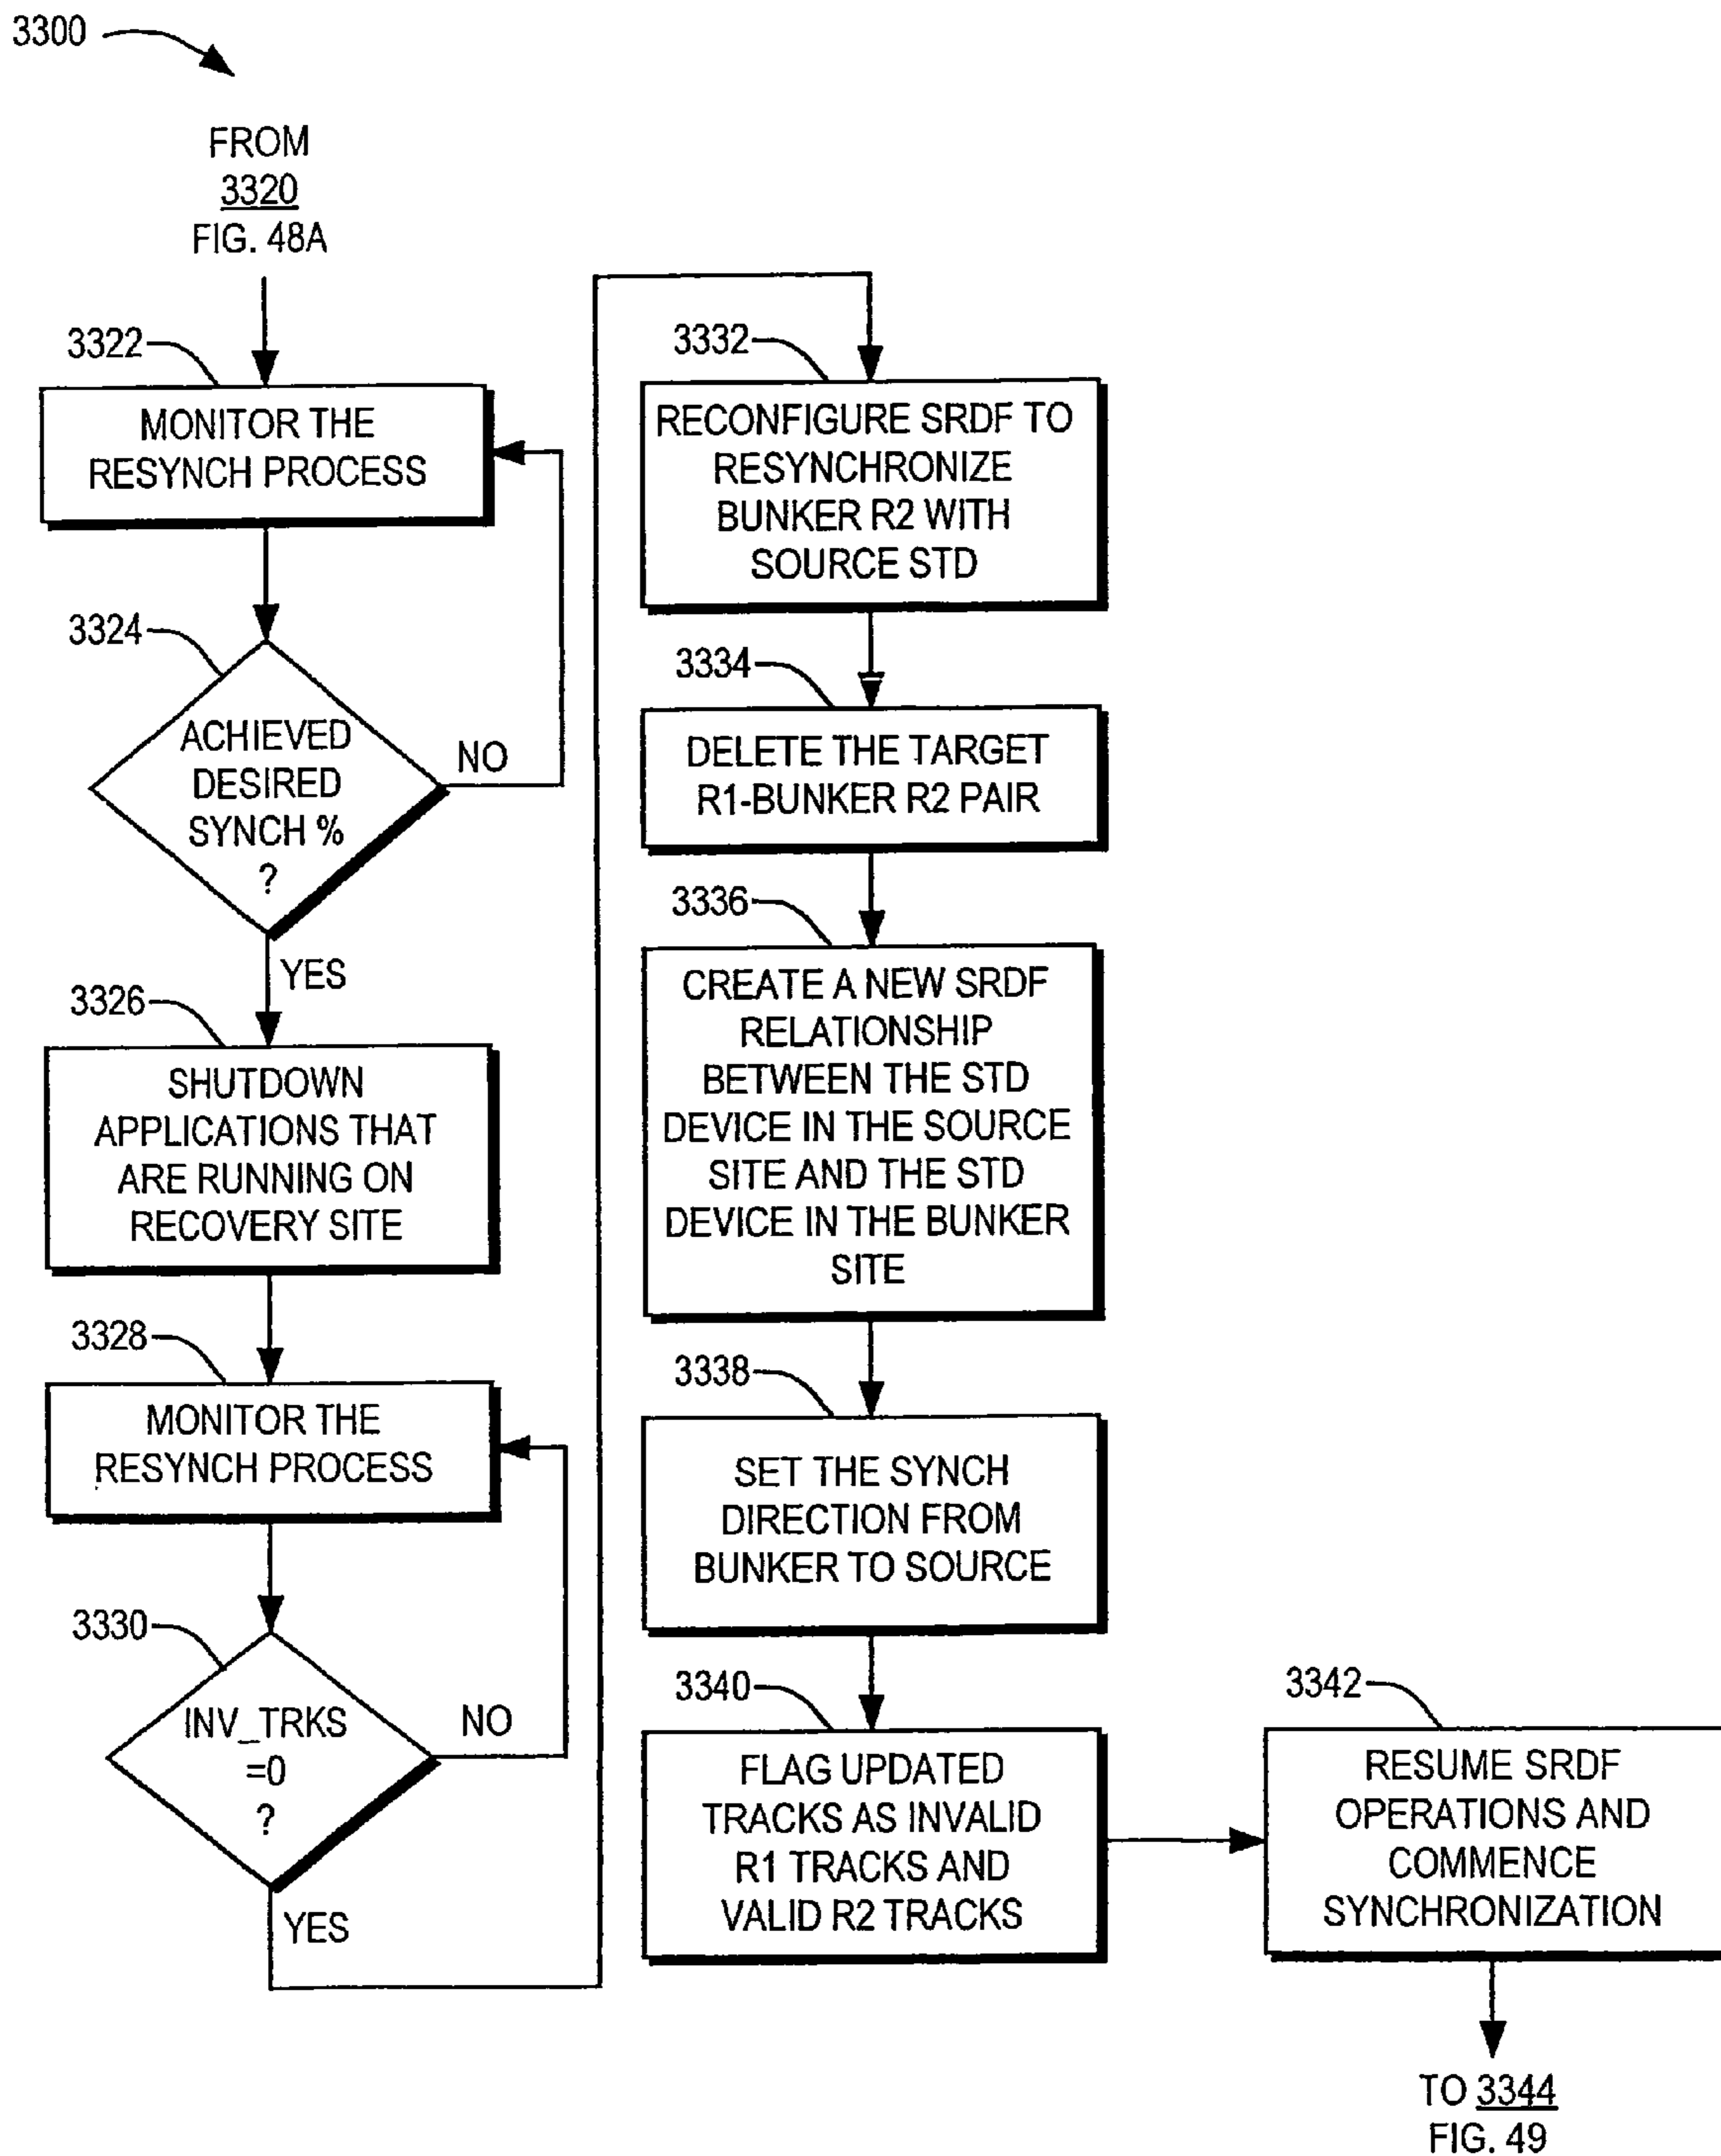 3300
FROM
3320
FIG. 48A
3322
MONITOR THE
RESYNCH PROCESS
3324
ACHIEVED
DESIRED
SYNCH %
?
NO
YES
3326
SHUTDOWN
APPLICATIONS THAT
ARE RUNNING ON
RECOVERY SITE
3328
MONITOR THE
RESYNCH PROCESS
3330
INV_TRKS
=0
?
NO
YES
3332
RECONFIGURE SRDF TO
RESYNCHRONIZE
BUNKER R2 WITH
SOURCE STD
3334
DELETE THE TARGET
R1-BUNKER R2 PAIR
3336
CREATE A NEW SRDF
RELATIONSHIP
BETWEEN THE STD
DEVICE IN THE SOURCE
SITE AND THE STD
DEVICE IN THE BUNKER
SITE
3338
SET THE SYNCH
DIRECTION FROM
BUNKER TO SOURCE
3340
FLAG UPDATED
TRACKS AS INVALID
R1 TRACKS AND
VALID R2 TRACKS
3342
RESUME SRDF
OPERATIONS AND
COMMENCE
SYNCHRONIZATION
TO 3344
FIG. 49